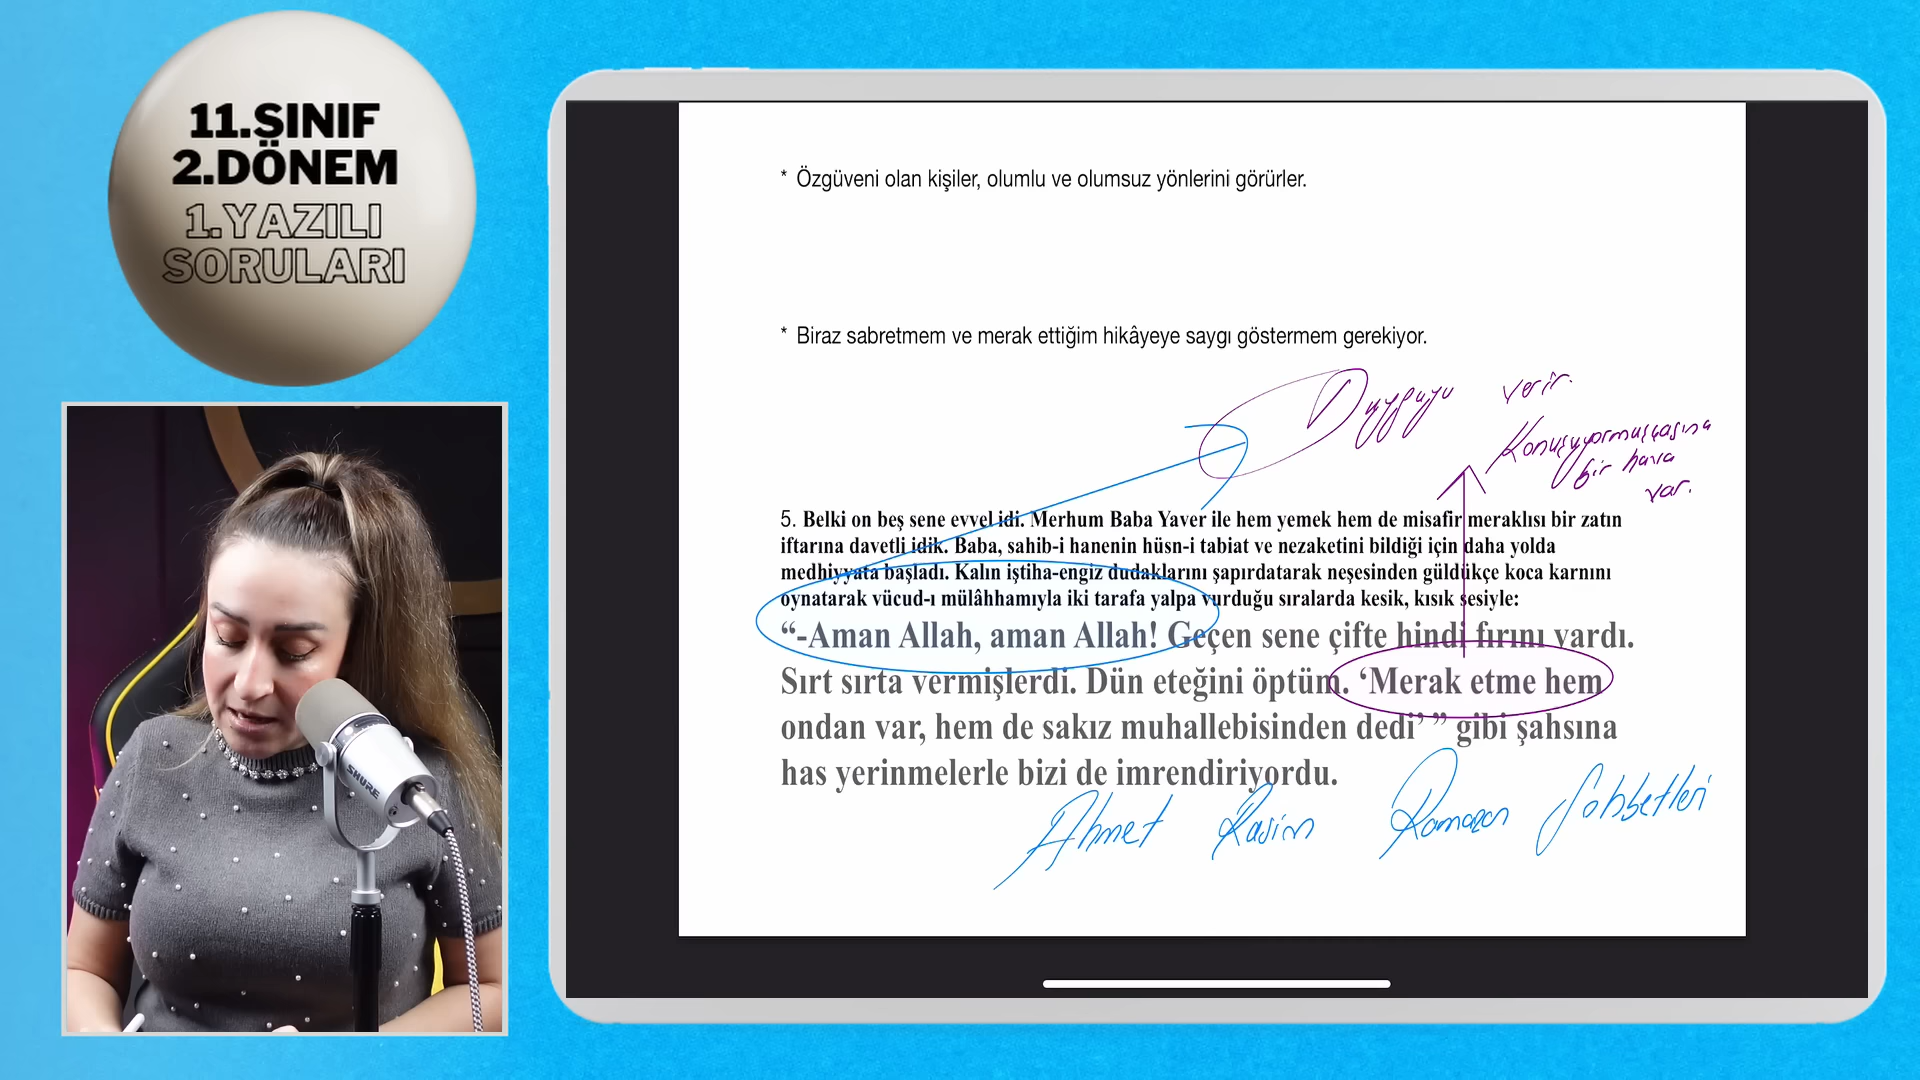 11.SINIF
2.DÖNEM
1.YAZILI
SORULARI
* Özgüveni olan kişiler, olumlu ve olumsuz yönlerini görürler.
* Biraz sabretmem ve merak ettiğim hikâyeye saygı göstermem gerekiyor.
Duyguyu verir.
Konuşuyormuşçasına
bir hava
var.
5. Belki on beş sene evvel idi. Merhum Baba Yaver ile hem yemek hem de misafir meraklısı bir zatın
iftarına davetli idik. Baba, sahib-i hanenin hüsn-i tabiat ve nezaketini bildiği için daha yolda
medhiyyata başladı. Kalın iştiha-engiz dudaklarını şapırdatarak neşesinden güldükçe koca karnını
oynatarak vücud-ı mülâhhamıyla iki tarafa yalpa vurduğu sıralarda kesik, kısık sesiyle:
“-Aman Allah, aman Allah! Geçen sene çifte hindi fırını vardı.
Sırt sırta vermişlerdi. Dün eteğini öptüm. ‘Merak etme hem
ondan var, hem de sakız muhallebisinden dedi’ ” gibi şahsına
has yerinmelerle bizi de imrendiriyordu.
Ahmet Rasim Ramazan Sohbetleri
SHURE